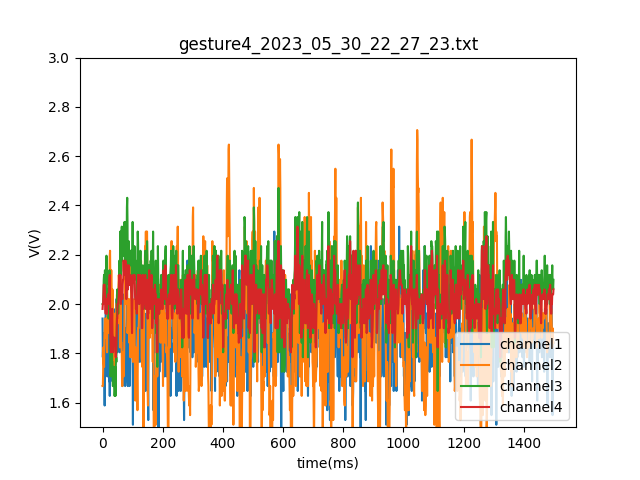 gesture4_2023_05_30_22_27_23.txt
3.0
2.8
2.6
2.4
2.2
2.0
1.8
1.6
V(V)
channel1
channel2
channel3
channel4
0 200 400 600 800 1000 1200 1400
time(ms)